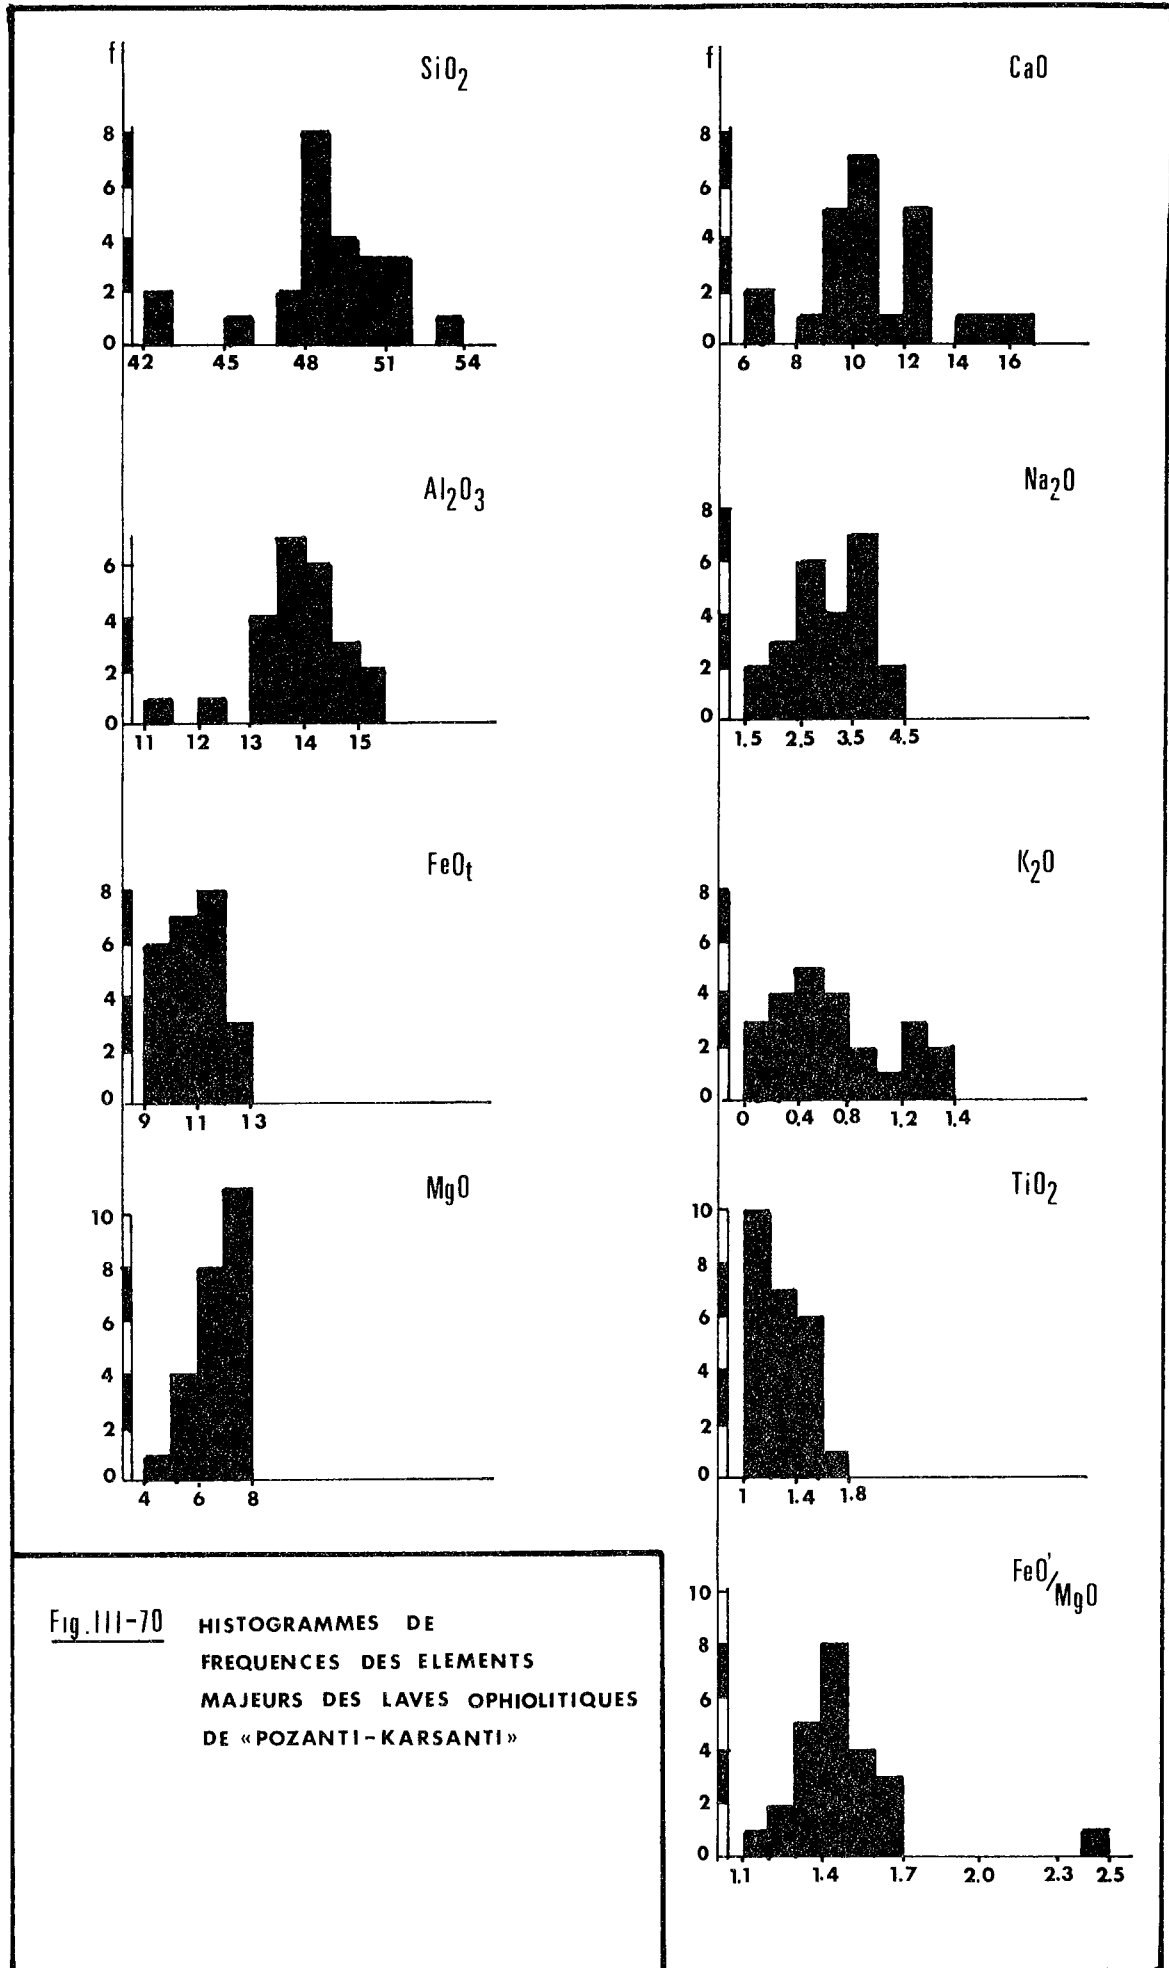 f
SiO2
8
6
4
2
0
42 45 48 51 54
f
CaO
8
6
4
2
0
6 8 10 12 14 16
Al2O3
6
4
2
0
11 12 13 14 15
Na2O
8
6
4
2
0
1.5 2.5 3.5 4.5
FeOt
8
6
4
2
0
9 11 13
K2O
8
6
4
2
0
0 0.4 0.8 1.2 1.4
MgO
10
8
6
4
2
0
4 6 8
TiO2
10
8
6
4
2
0
1 1.4 1.8
FeO'/MgO
10
8
6
4
2
0
1.1 1.4 1.7 2.0 2.3 2.5
Fig.III-70 HISTOGRAMMES DE
FREQUENCES DES ELEMENTS
MAJEURS DES LAVES OPHIOLITIQUES
DE «POZANTI-KARSANTI»